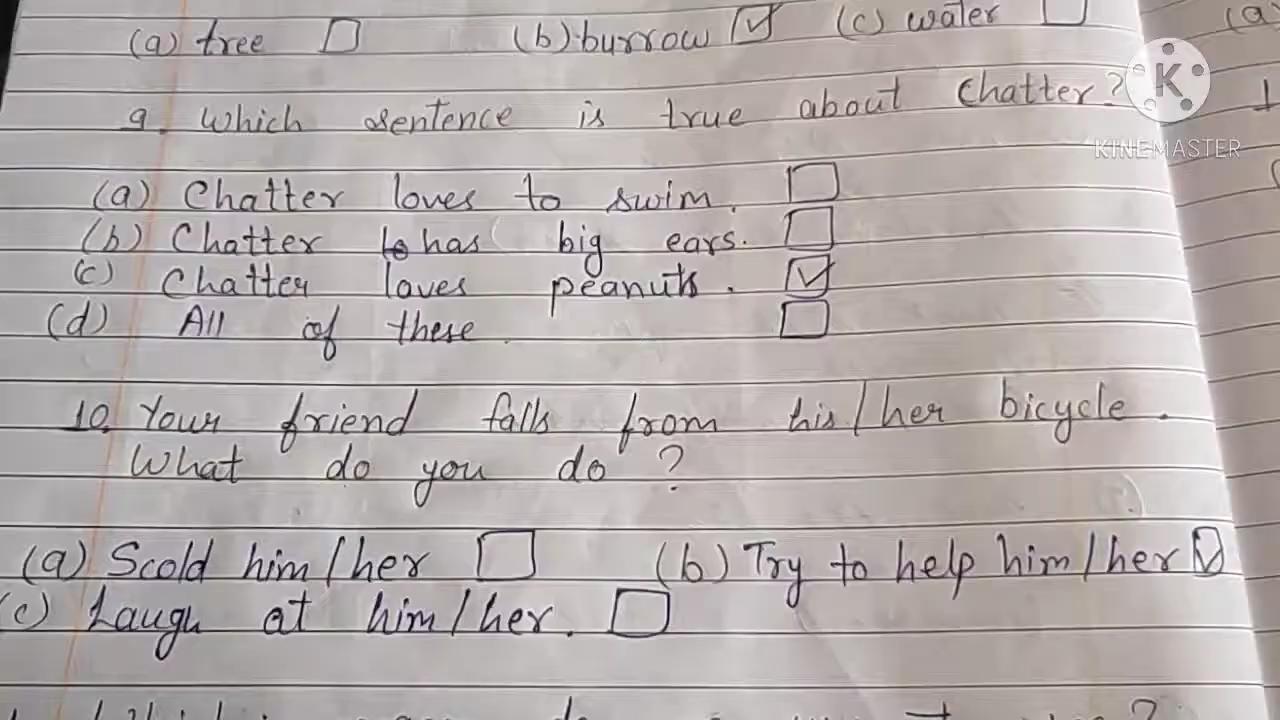 (a) tree ☐ (b) burrow ☑ (c) water ☐ (a)
9. Which sentence is true about Chatter?
K
KINEMASTER
(a) Chatter loves to swim. ☐
(b) Chatter has big ears. ☐
(c) Chatter loves peanuts. ☑
(d) All of these. ☐
10. Your friend falls from his/her bicycle.
What do you do?
(a) Scold him/her ☐ (b) Try to help him/her ☑
(c) Laugh at him/her. ☐